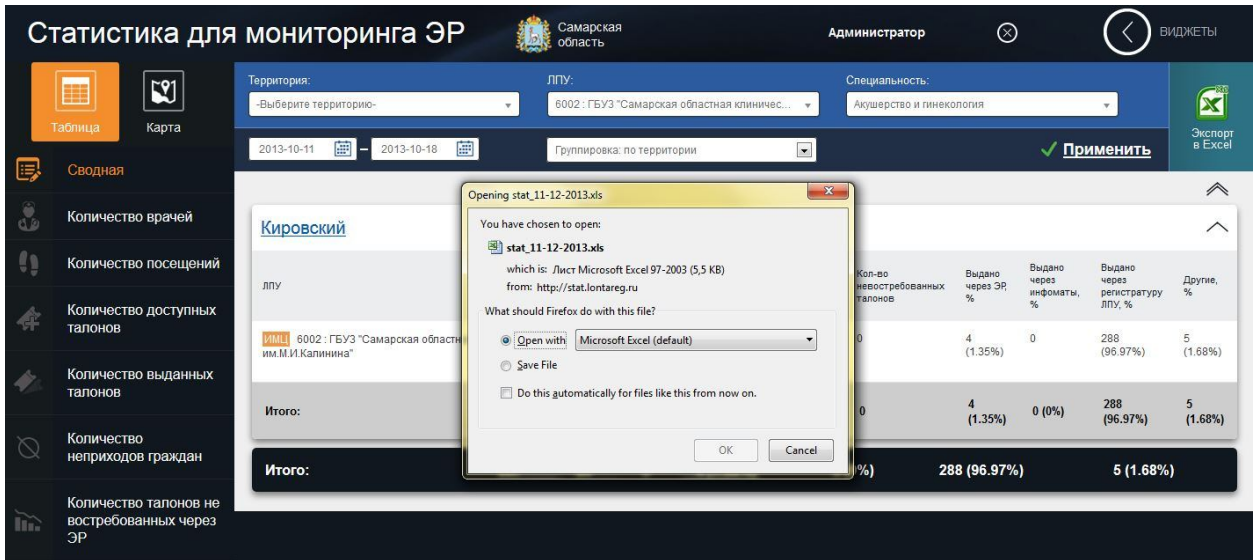 Статистика для мониторинга ЭР
Самарская
область
Администратор
ВИДЖЕТЫ
Таблица
Карта
Территория:
-Выберите территорию-
ЛПУ:
6002 : ГБУЗ "Самарская областная клиничес...
Специальность:
Акушерство и гинекология
Экспорт
в Excel
2013-10-11 – 2013-10-18
Группировка: по территории
Применить
Сводная
Количество врачей
Количество посещений
Количество доступных
талонов
Количество выданных
талонов
Количество
неприходов граждан
Количество талонов не
востребованных через
ЭР
Кировский
ЛПУ
Кол-во
невостребованных
талонов
Выдано
через ЭР,
%
Выдано
через
инфоматы,
%
Выдано
через
регистратуру
ЛПУ, %
Другие,
%
ИМЦ 6002 : ГБУЗ "Самарская областн
им.М.И.Калинина"
0
4
(1.35%)
0
288
(96.97%)
5
(1.68%)
Итого:
0
4
(1.35%)
0 (0%)
288
(96.97%)
5
(1.68%)
Итого:
%)
288 (96.97%)
5 (1.68%)
Opening stat_11-12-2013.xls
You have chosen to open:
stat_11-12-2013.xls
which is: Лист Microsoft Excel 97-2003 (5,5 KB)
from: http://stat.lontareg.ru
What should Firefox do with this file?
Open with Microsoft Excel (default)
Save File
Do this automatically for files like this from now on.
OK
Cancel